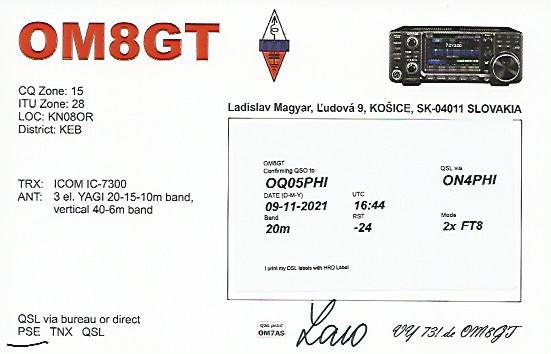 OM8GT
CQ Zone: 15
ITU Zone: 28
LOC: KN08OR
District: KEB
Ladislav Magyar, Ľudová 9, KOŠICE, SK-04011 SLOVAKIA
TRX: ICOM IC-7300
ANT: 3 el. YAGI 20-15-10m band,
vertical 40-6m band
OM8GT
Confirming QSO to QSL via
OQ05PHI ON4PHI
DATE (D-M-Y) UTC
09-11-2021 16:44
Band RST Mode
20m -24 2x FT8
I print my QSL labels with HRD Label
QSL via bureau or direct
PSE TNX QSL
QSL print
OM7AS
Laco
VY 73! de OM8GT